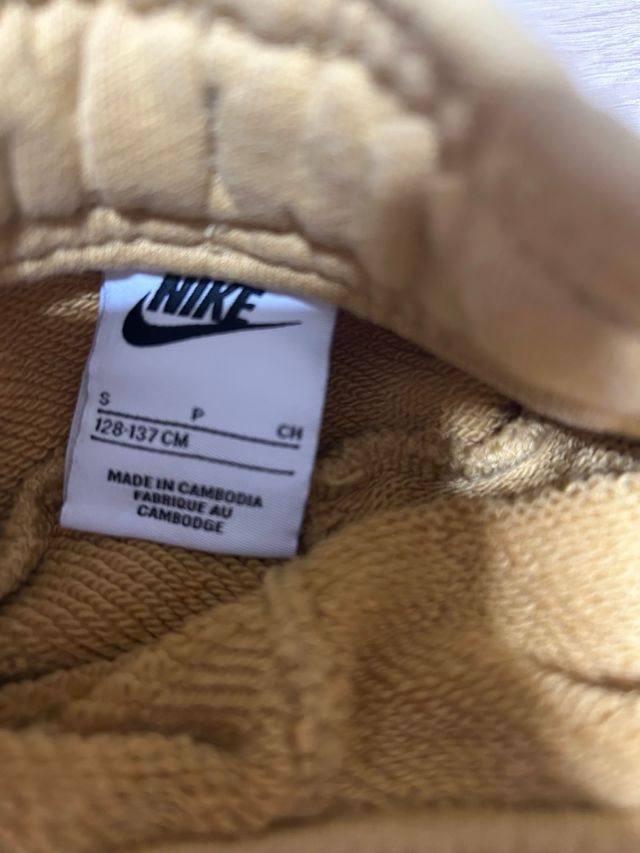 NIKE
S P CH
128-137 CM
MADE IN CAMBODIA
FABRIQUE AU
CAMBODGE